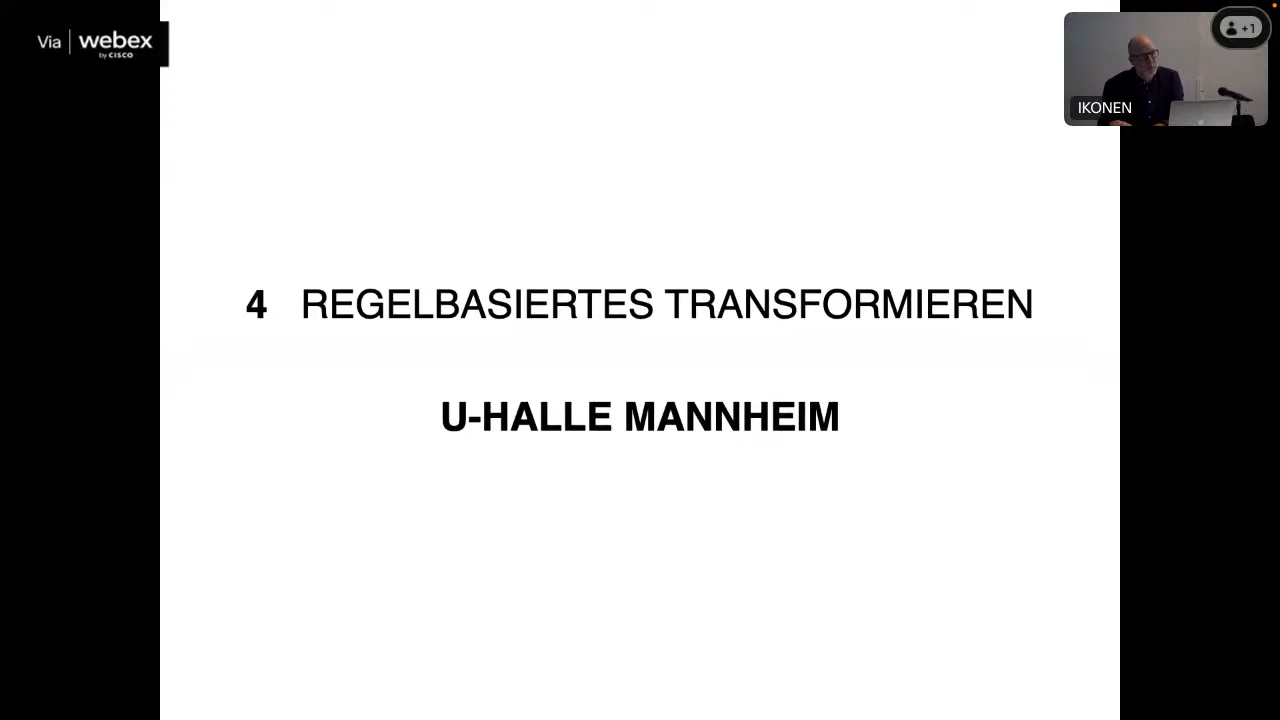 Via webex
by CISCO
+1
IKONEN
4 REGELBASIERTES TRANSFORMIEREN
U-HALLE MANNHEIM